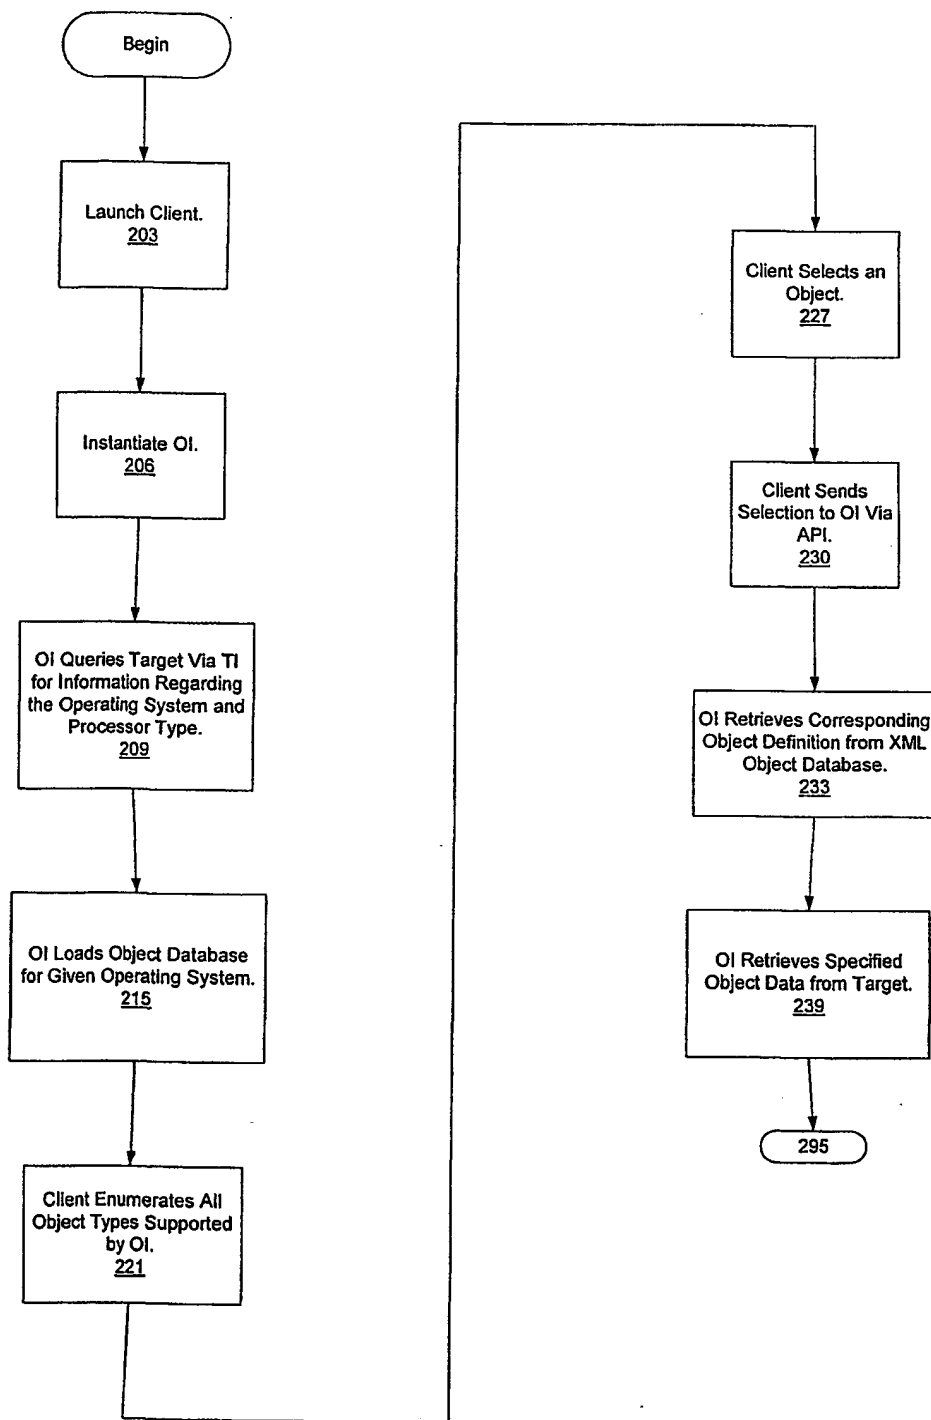 Begin
Launch Client.
203
Instantiate OI.
206
OI Queries Target Via TI
for Information Regarding
the Operating System and
Processor Type.
209
OI Loads Object Database
for Given Operating System.
215
Client Enumerates All
Object Types Supported
by OI.
221
Client Selects an
Object.
227
Client Sends
Selection to OI Via
API.
230
OI Retrieves Corresponding
Object Definition from XML
Object Database.
233
OI Retrieves Specified
Object Data from Target.
239
295